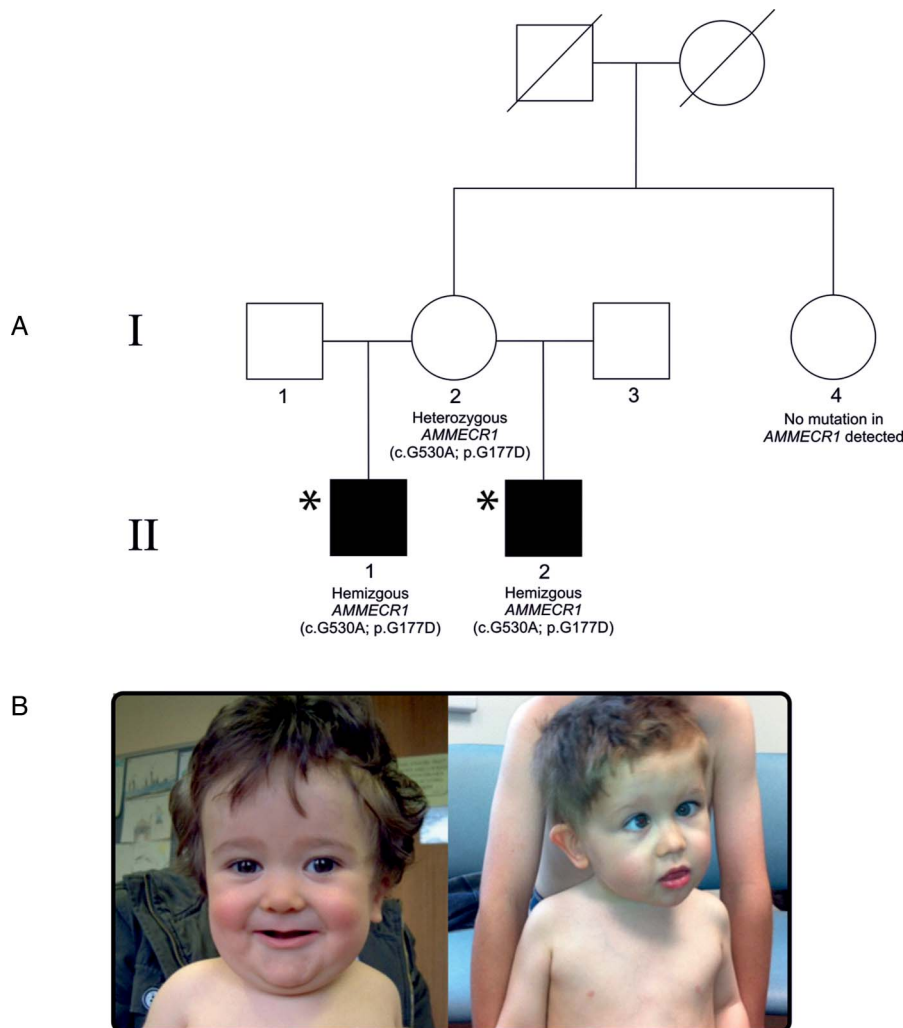 A
I
1
2
3
4
Heterozygous
AMMECR1
(c.G530A; p.G177D)
No mutation in
AMMECR1 detected
*
*
II
1
2
Hemizgous
AMMECR1
(c.G530A; p.G177D)
Hemizgous
AMMECR1
(c.G530A; p.G177D)
B